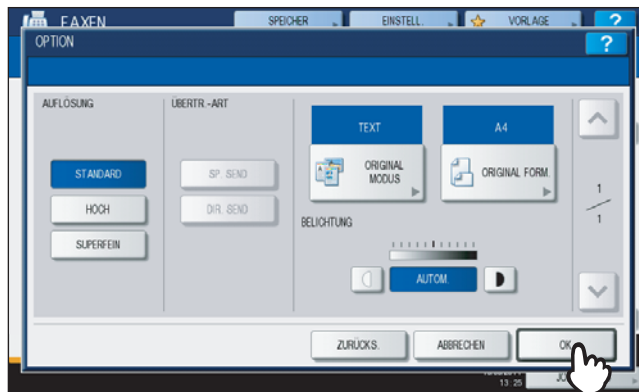 FAXEN SPEICHER EINSTELL. VORLAGE ?
OPTION ?
AUFLÖSUNG ÜBERTR.-ART
TEXT A4
STANDARD SP. SEND ORIGINAL MODUS ORIGINAL FORM.
HOCH DIR. SEND
1
1
BELICHTUNG
SUPERFEIN
AUTOM.
ZURÜCKS. ABBRECHEN OK
13:25